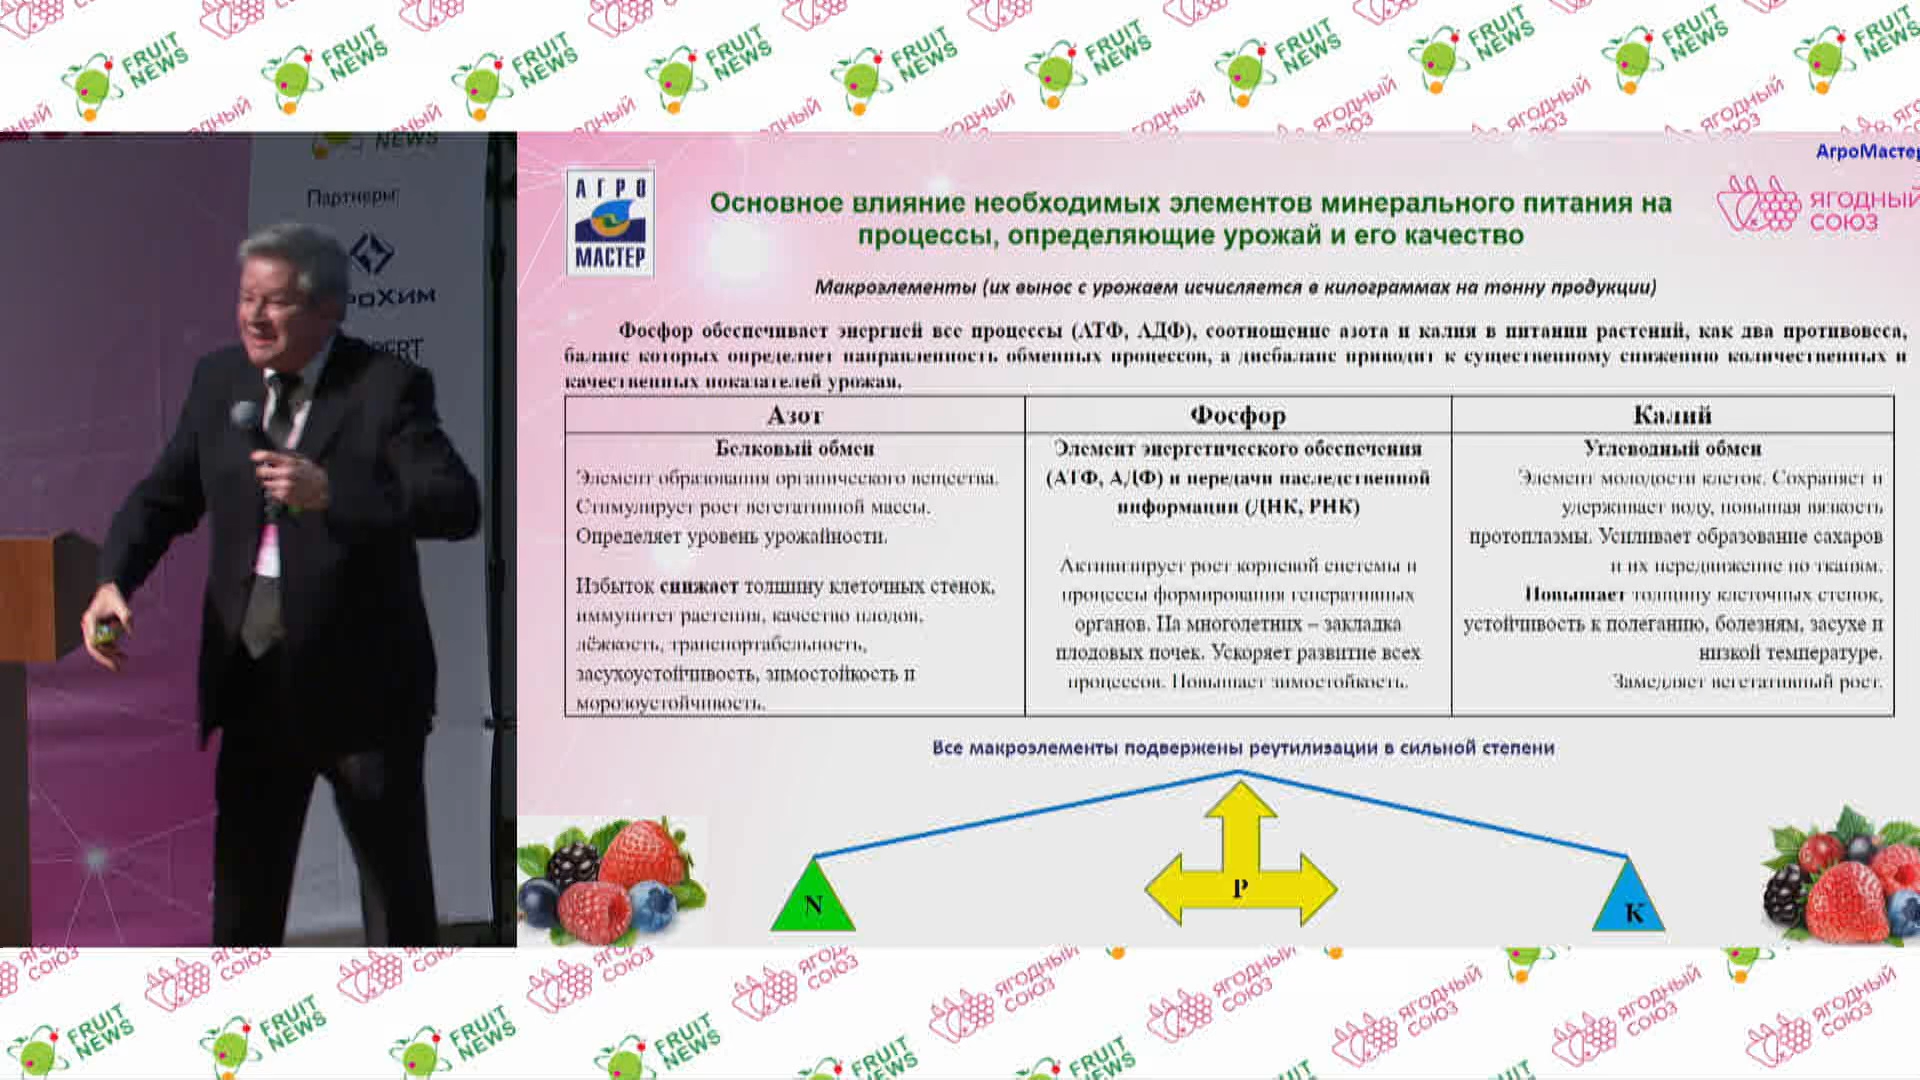 FRUIT NEWS
ЯГОДНЫЙ СОЮЗ
NEWS
Партнеры
РОХИМ
PERT
АГРО
МАСТЕР
АгроМастер
ЯГОДНЫЙ
СОЮЗ
Основное влияние необходимых элементов минерального питания на
процессы, определяющие урожай и его качество
Макроэлементы (их вынос с урожаем исчисляется в килограммах на тонну продукции)
Фосфор обеспечивает энергией все процессы (АТФ, АДФ), соотношение азота и калия в питании растений, как два противовеса,
баланс которых определяет направленность обменных процессов, а дисбаланс приводит к существенному снижению количественных и
качественных показателей урожая.
Азот
Белковый обмен
Элемент образования органического вещества.
Стимулирует рост вегетативной массы.
Определяет уровень урожайности.
Избыток снижает толщину клеточных стенок,
иммунитет растения, качество плодов,
лёжкость, транспортабельность,
засухоустойчивость, зимостойкость и
морозоустойчивость.
Фосфор
Элемент энергетического обеспечения
(АТФ, АДФ) и передачи наследственной
информации (ДНК, РНК)
Активизирует рост корневой системы и
процессы формирования генеративных
органов. На многолетних – закладка
плодовых почек. Ускоряет развитие всех
процессов. Повышает зимостойкость.
Калий
Углеводный обмен
Элемент молодости клеток. Сохраняет и
удерживает воду, повышая вязкость
протоплазмы. Усиливает образование сахаров
и их передвижение по тканям.
Повышает толщину клеточных стенок,
устойчивость к полеганию, болезням, засухе и
низкой температуре.
Замедляет вегетативный рост.
Все макроэлементы подвержены реутилизации в сильной степени
N
P
K